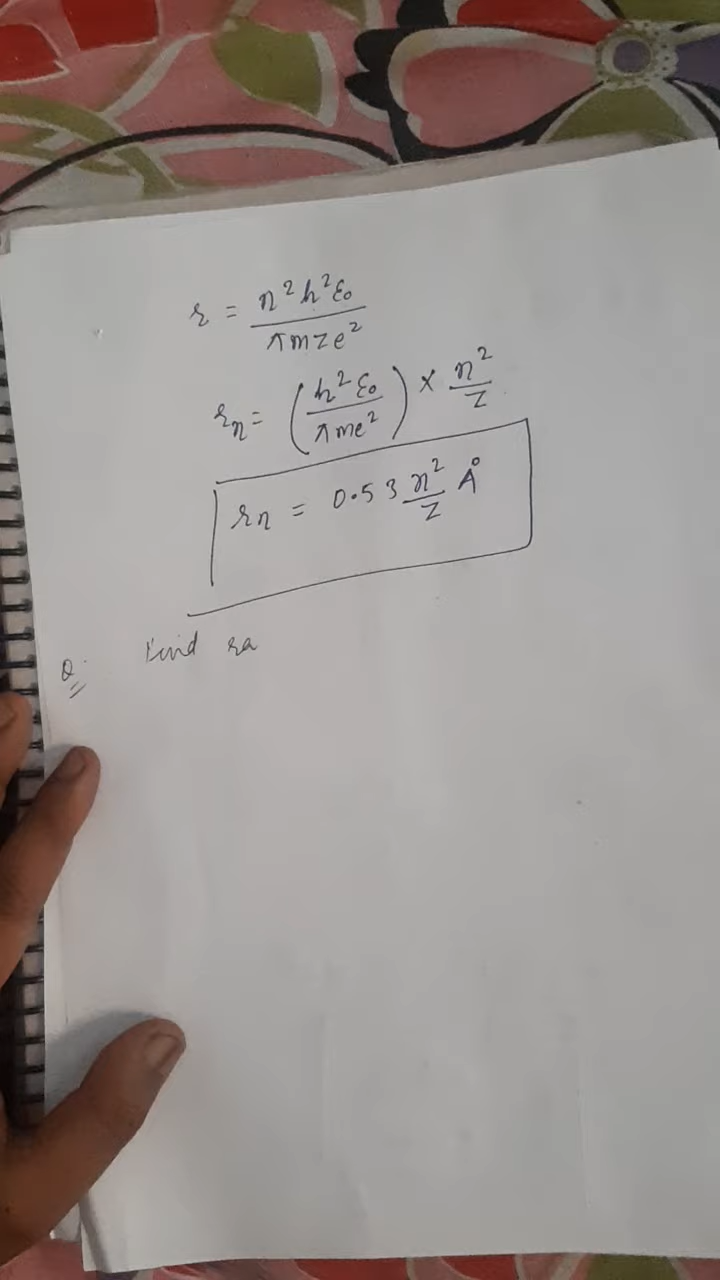 r = n²h²ε₀ / πmze²
rₙ = (h²ε₀ / πme²) × n²/z
rₙ = 0.53 n²/z Å
Q: Find ra